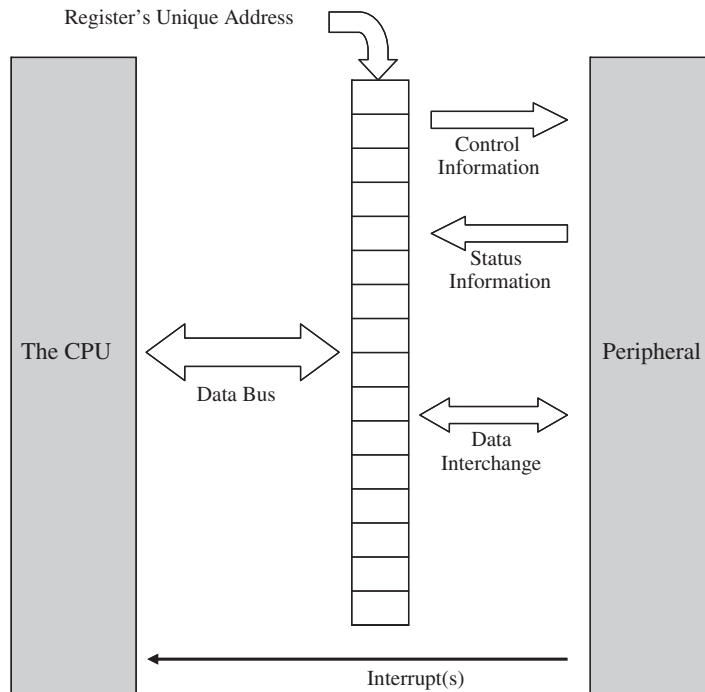 Register's Unique Address
Control
Information
Status
Information
The CPU
Peripheral
Data Bus
Data
Interchange
Interrupt(s)